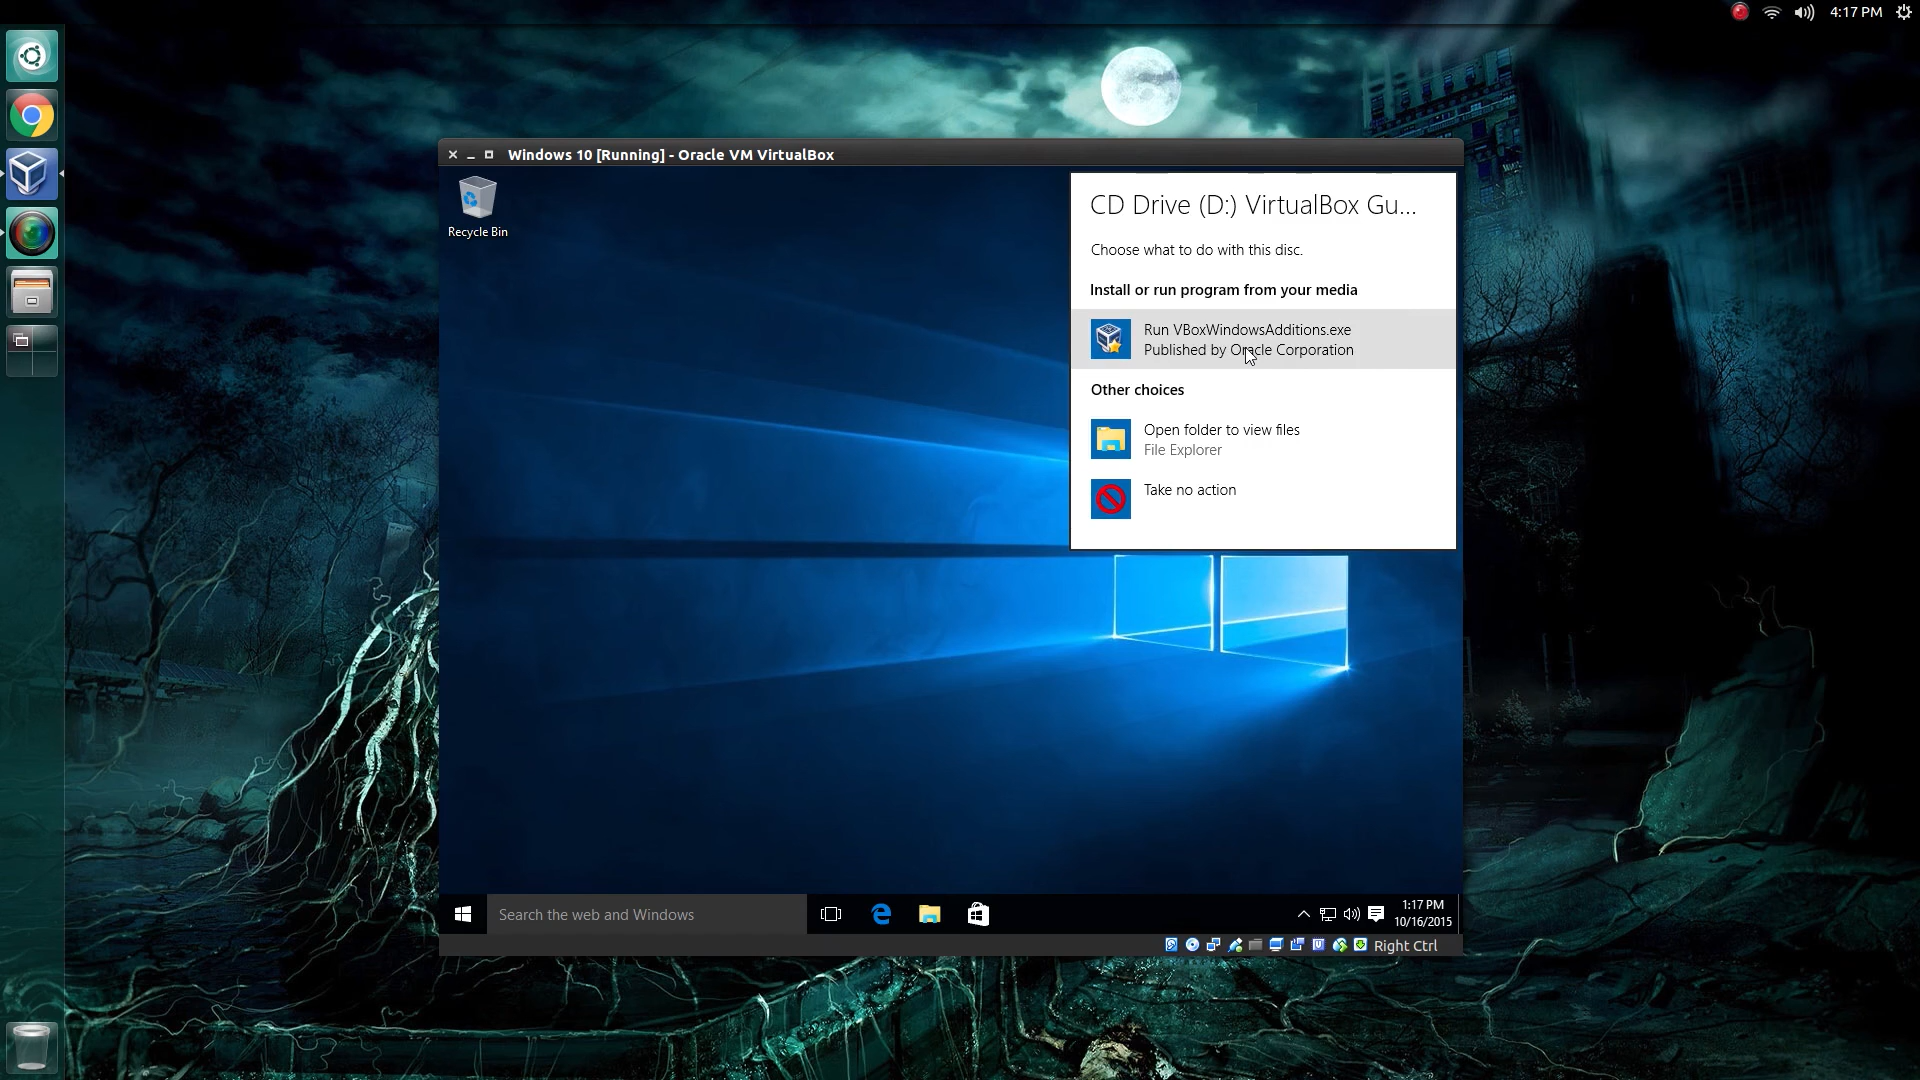 4:17 PM
Windows 10 [Running] - Oracle VM VirtualBox
Recycle Bin
CD Drive (D:) VirtualBox Gu...
Choose what to do with this disc.
Install or run program from your media
Run VBoxWindowsAdditions.exe
Published by Oracle Corporation
Other choices
Open folder to view files
File Explorer
Take no action
Search the web and Windows
1:17 PM
10/16/2015
Right Ctrl